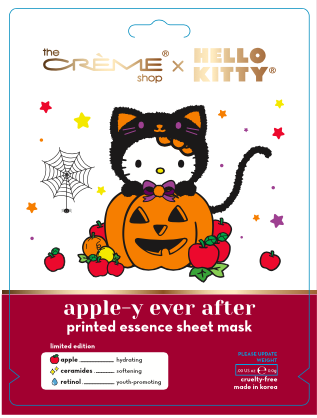 the
CRÈME®
shop
x
HELLO
KITTY®
apple-y ever after
printed essence sheet mask
limited edition
apple hydrating
ceramides softening
retinol youth-promoting
PLEASE UPDATE
WEIGHT
cruelty-free
made in korea